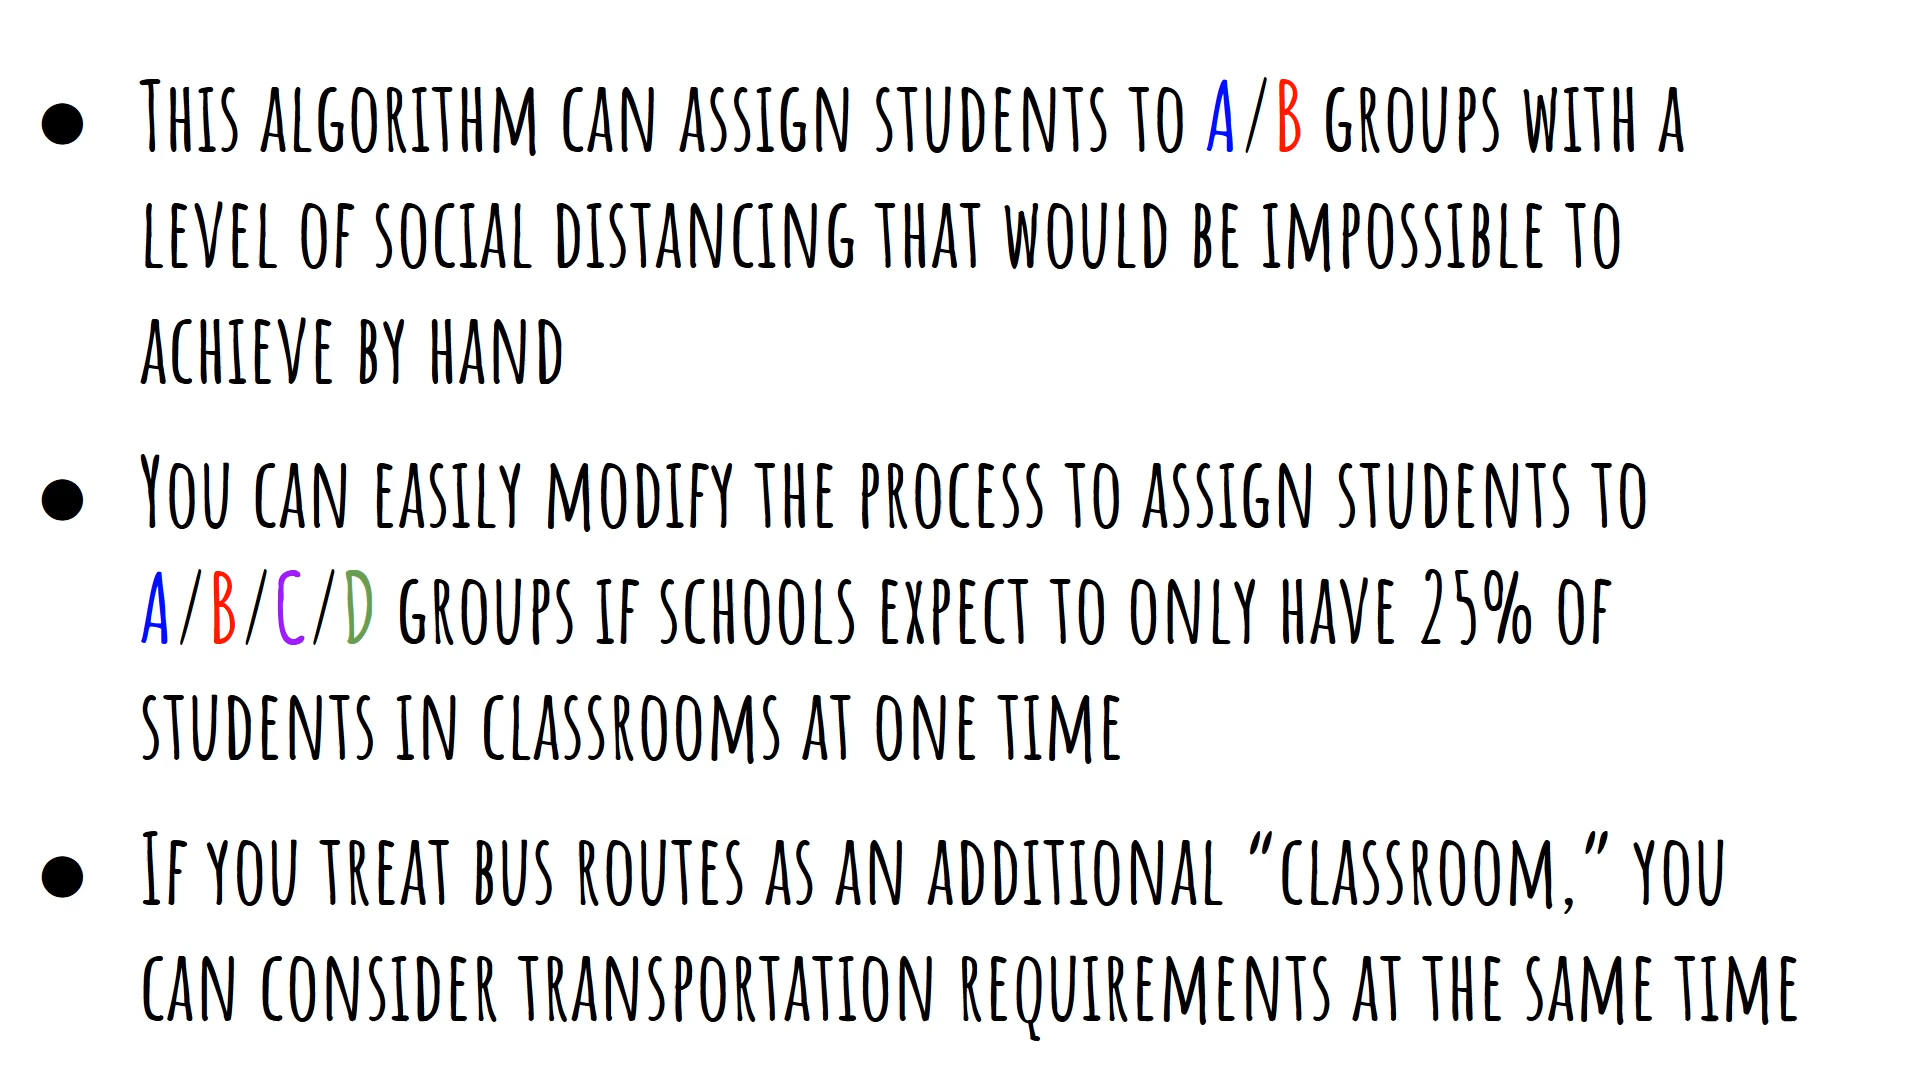 ● This algorithm can assign students to A/B groups with a
level of social distancing that would be impossible to
achieve by hand
● You can easily modify the process to assign students to
A/B/C/D groups if schools expect to only have 25% of
students in classrooms at one time
● If you treat bus routes as an additional “classroom,” you
can consider transportation requirements at the same time